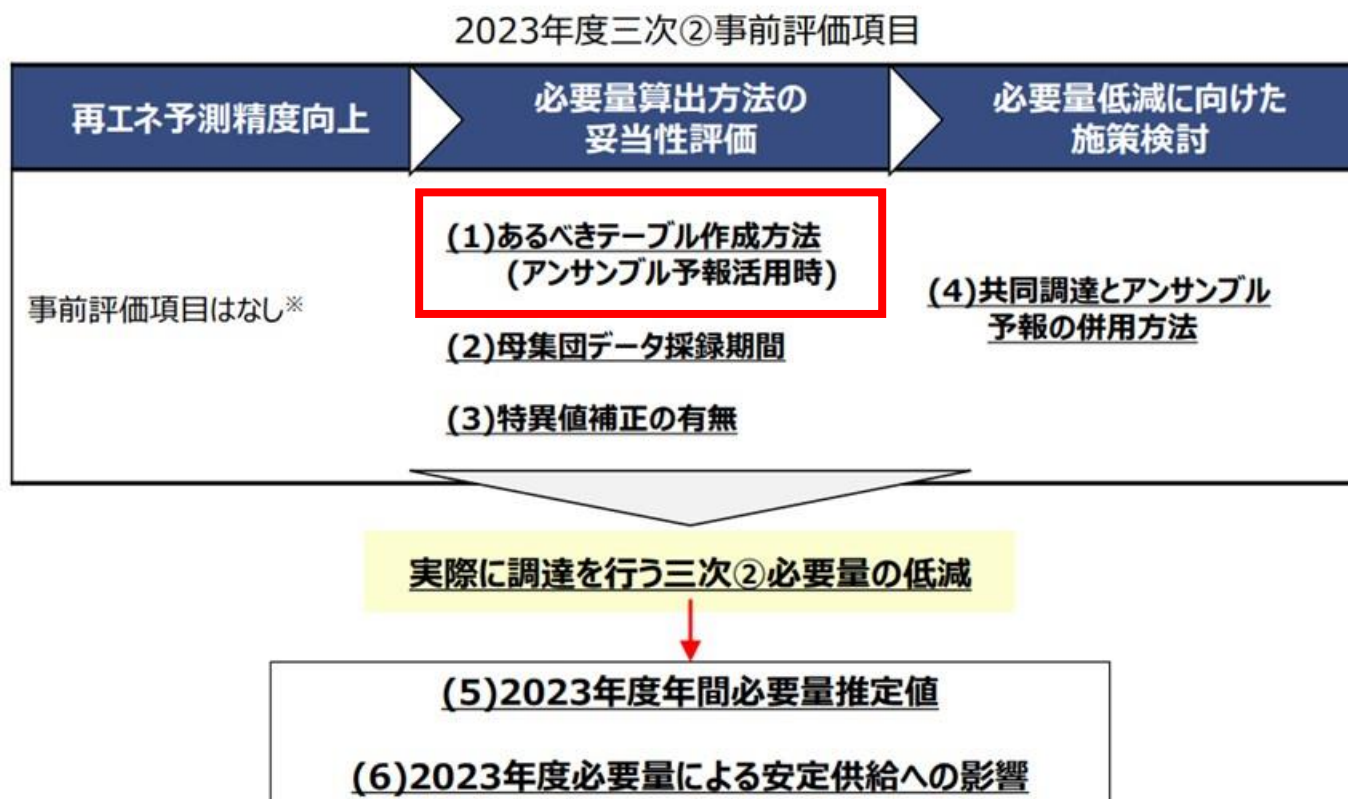 2023年度三次②事前評価項目
再エネ予測精度向上
必要量算出方法の
妥当性評価
必要量低減に向けた
施策検討
事前評価項目はなし※
(1)あるべきテーブル作成方法
(アンサンブル予報活用時)
(2)母集団データ採録期間
(3)特異値補正の有無
(4)共同調達とアンサンブル
予報の併用方法
実際に調達を行う三次②必要量の低減
(5)2023年度年間必要量推定値
(6)2023年度必要量による安定供給への影響